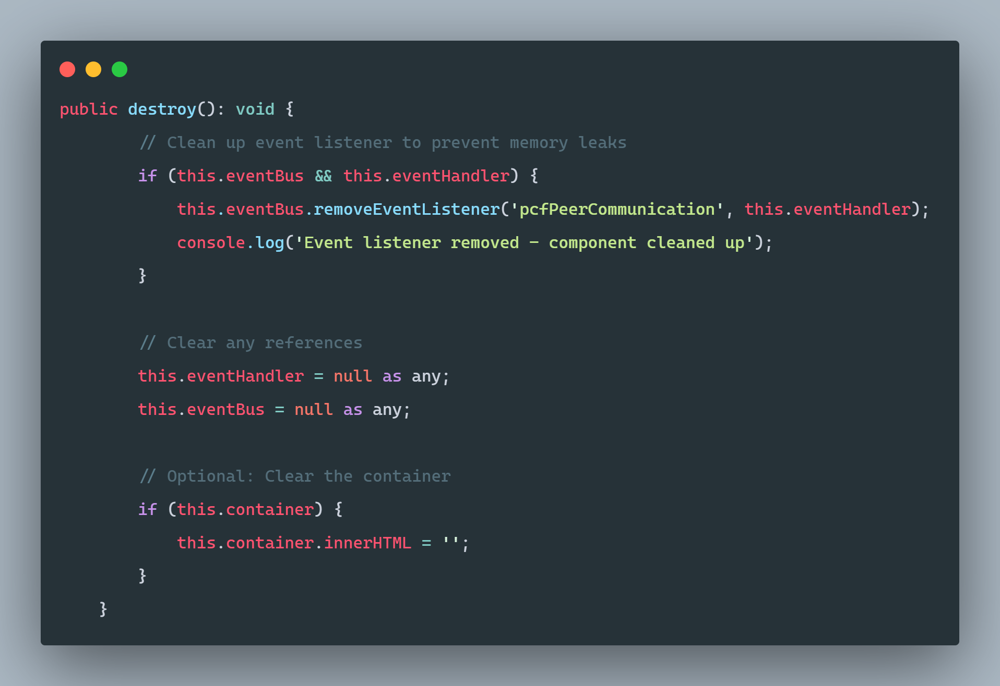 public destroy(): void {
        // Clean up event listener to prevent memory leaks
        if (this.eventBus && this.eventHandler) {
            this.eventBus.removeEventListener('pcfPeerCommunication', this.eventHandler);
            console.log('Event listener removed - component cleaned up');
        }

        // Clear any references
        this.eventHandler = null as any;
        this.eventBus = null as any;

        // Optional: Clear the container
        if (this.container) {
            this.container.innerHTML = '';
        }
    }